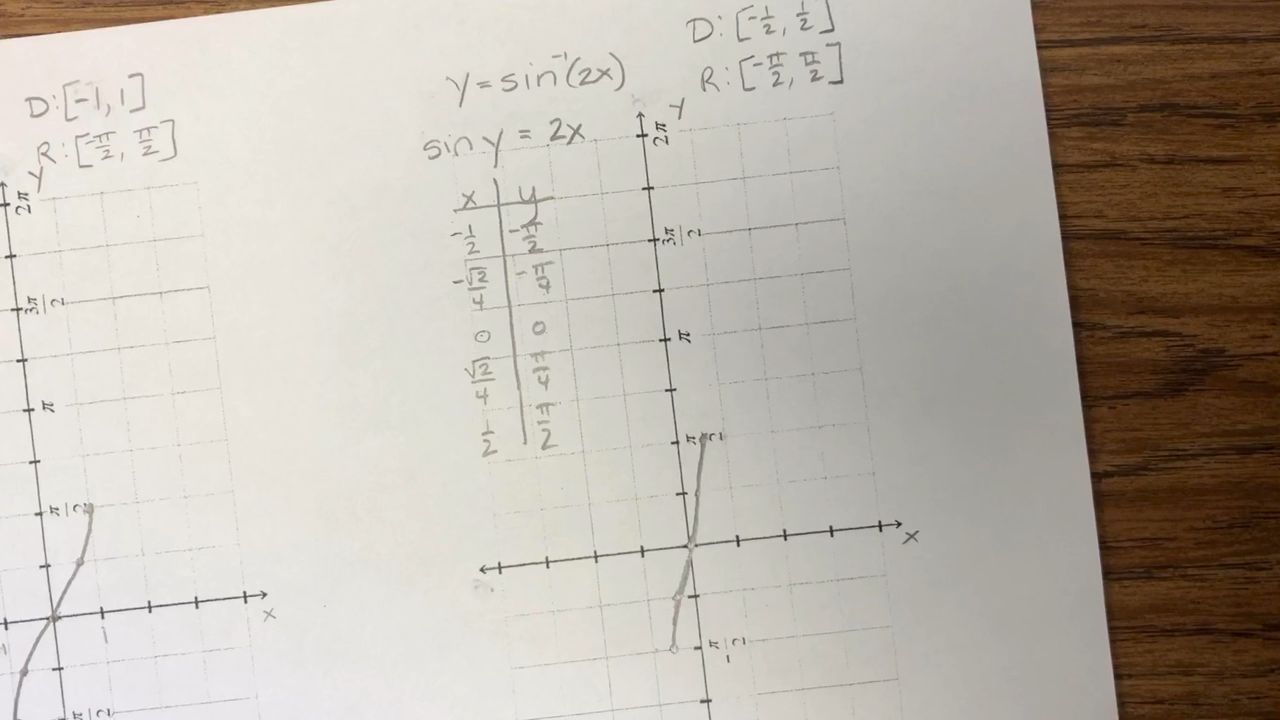 D: [-1, 1]
R: [-π/2, π/2]
y
2π
3π/2
π
π/2
x
1
y = sin⁻¹(2x)
sin y = 2x
x | y
-1/2 | -π/2
-√2/4 | -π/4
0 | 0
√2/4 | π/4
1/2 | π/2
D: [-1/2, 1/2]
R: [-π/2, π/2]
y
2π
3π/2
π
π/2
x
-π/2